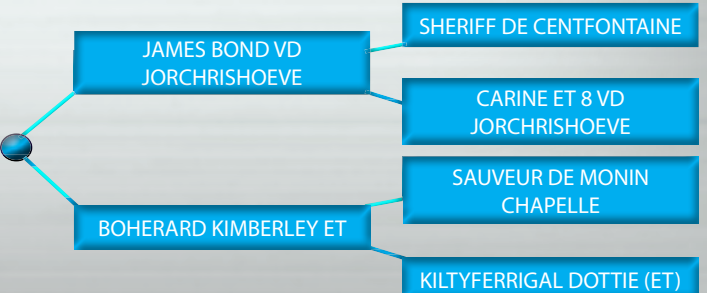 SHERIFF DE CENTFONTAINE
JAMES BOND VD
JORCHRISHOEVE
CARINE ET 8 VD
JORCHRISHOEVE
SAUVEUR DE MONIN
CHAPELLE
BOHERARD KIMBERLEY ET
KILTYFERRIGAL DOTTIE (ET)